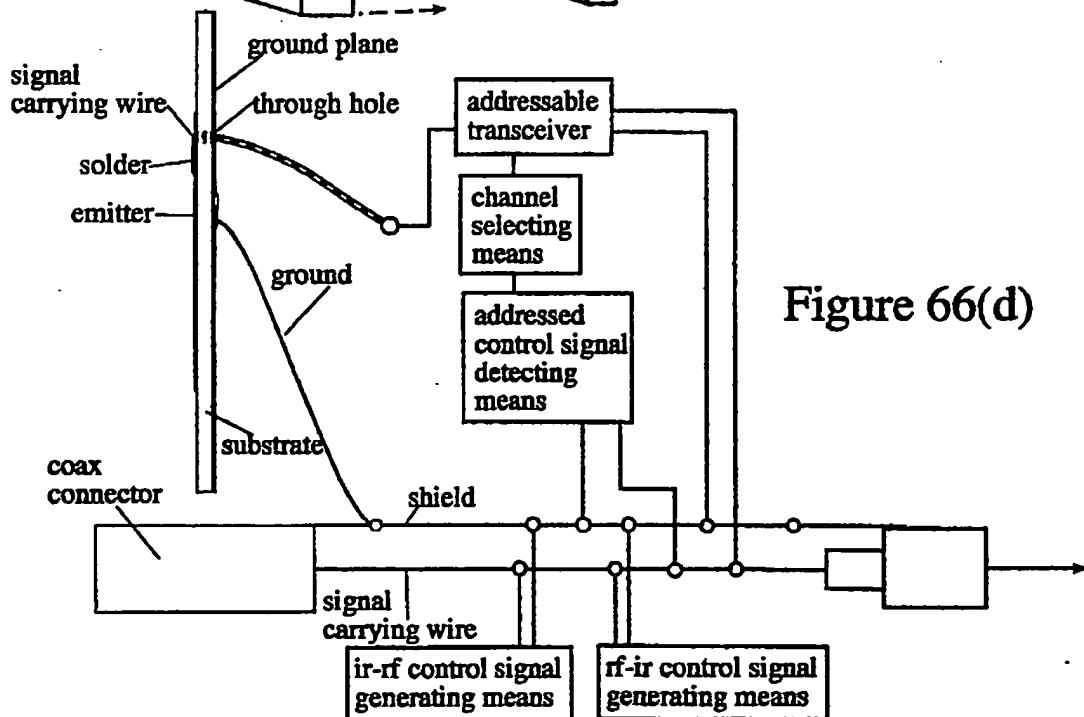 ground plane
signal
carrying wire
through hole
solder
emitter
addressable
transceiver
channel
selecting
means
ground
addressed
control signal
detecting
means
Figure 66(d)
substrate
coax
connector
shield
signal
carrying wire
ir-rf control signal
generating means
rf-ir control signal
generating means